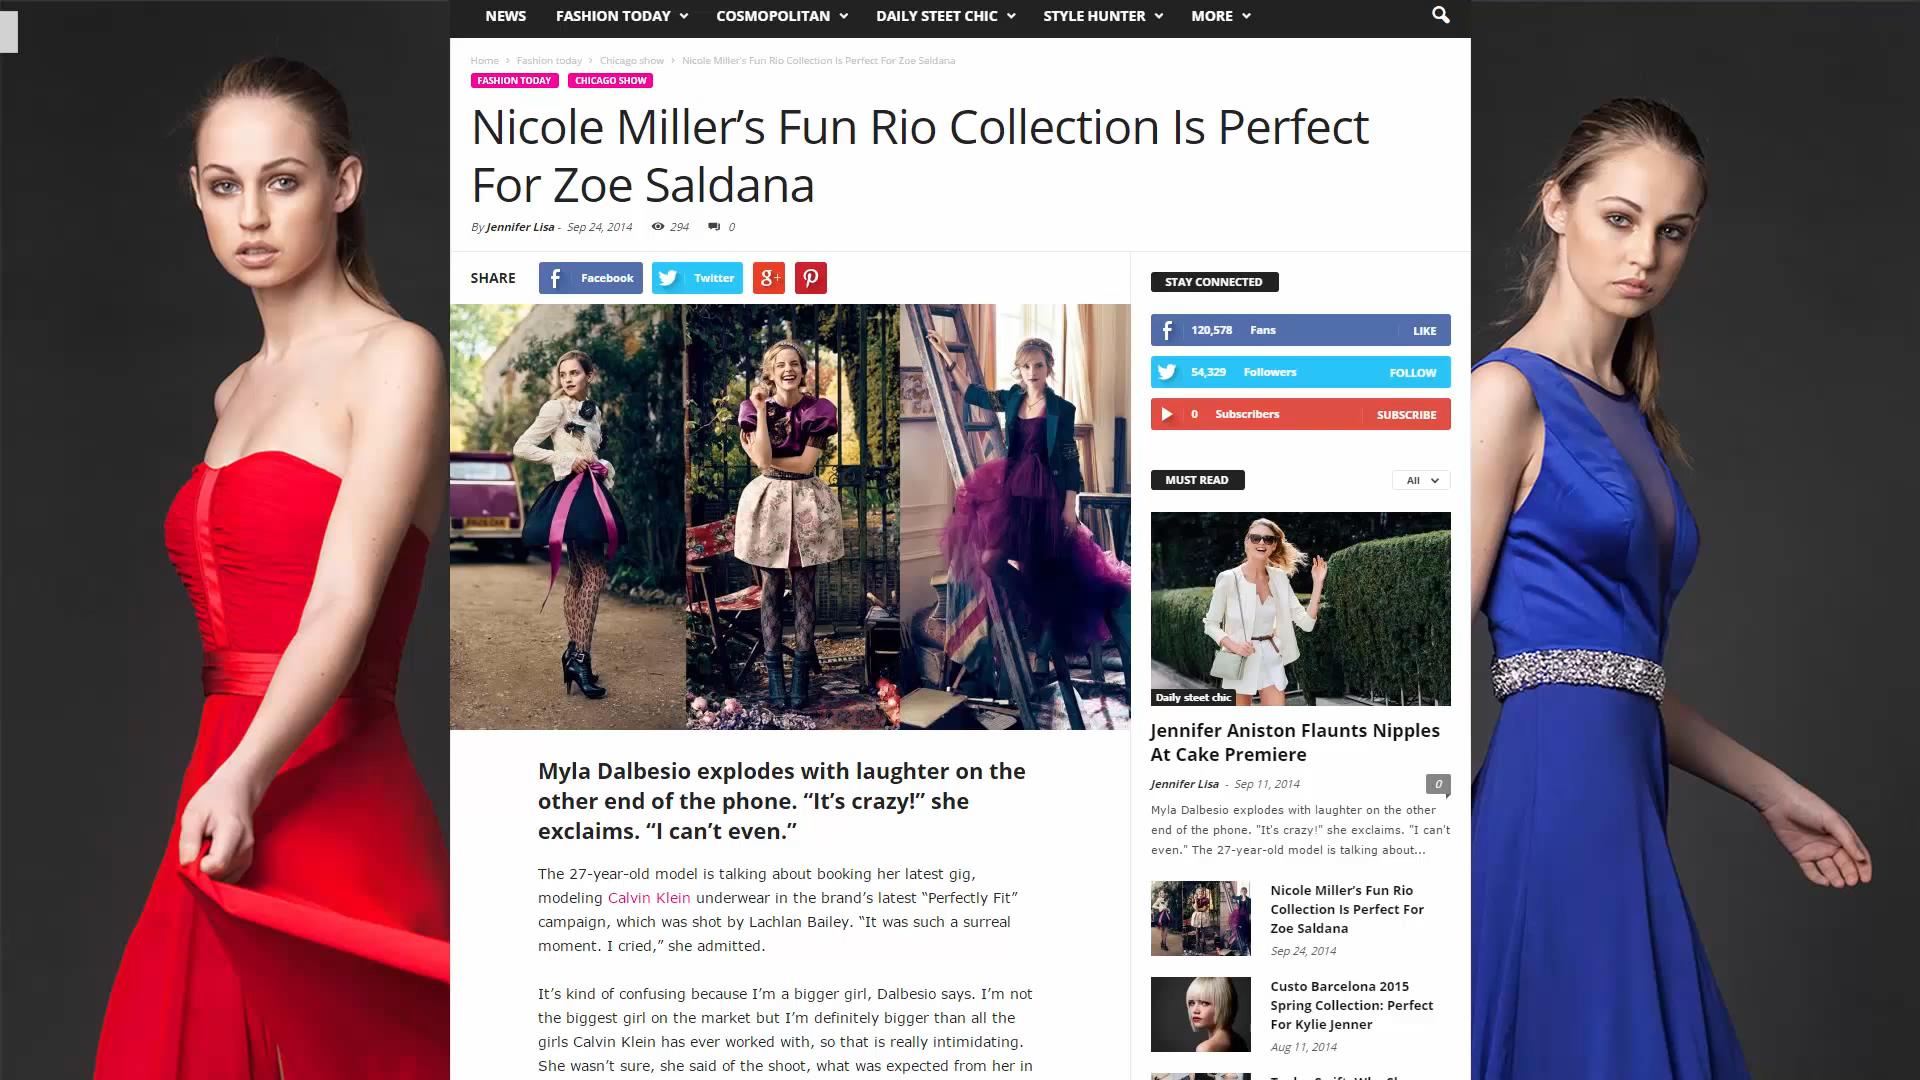 NEWS FASHION TODAY COSMOPOLITAN DAILY STEET CHIC STYLE HUNTER MORE
Home › Fashion today › Chicago show › Nicole Miller's Fun Rio Collection Is Perfect For Zoe Saldana
FASHION TODAY CHICAGO SHOW
Nicole Miller’s Fun Rio Collection Is Perfect
For Zoe Saldana
By Jennifer Lisa - Sep 24, 2014 294 0
SHARE Facebook Twitter g+
Myla Dalbesio explodes with laughter on the
other end of the phone. “It’s crazy!” she
exclaims. “I can’t even.”
The 27-year-old model is talking about booking her latest gig,
modeling Calvin Klein underwear in the brand’s latest “Perfectly Fit”
campaign, which was shot by Lachlan Bailey. “It was such a surreal
moment. I cried,” she admitted.
It’s kind of confusing because I’m a bigger girl, Dalbesio says. I’m not
the biggest girl on the market but I’m definitely bigger than all the
girls Calvin Klein has ever worked with, so that is really intimidating.
She wasn’t sure, she said of the shoot, what was expected from her in
STAY CONNECTED
120,578 Fans LIKE
54,329 Followers FOLLOW
0 Subscribers SUBSCRIBE
MUST READ All
Daily steet chic
Jennifer Aniston Flaunts Nipples
At Cake Premiere
Jennifer Lisa - Sep 11, 2014 0
Myla Dalbesio explodes with laughter on the other
end of the phone. "It's crazy!" she exclaims. "I can't
even." The 27-year-old model is talking about...
Nicole Miller’s Fun Rio
Collection Is Perfect For
Zoe Saldana
Sep 24, 2014
Custo Barcelona 2015
Spring Collection: Perfect
For Kylie Jenner
Aug 11, 2014